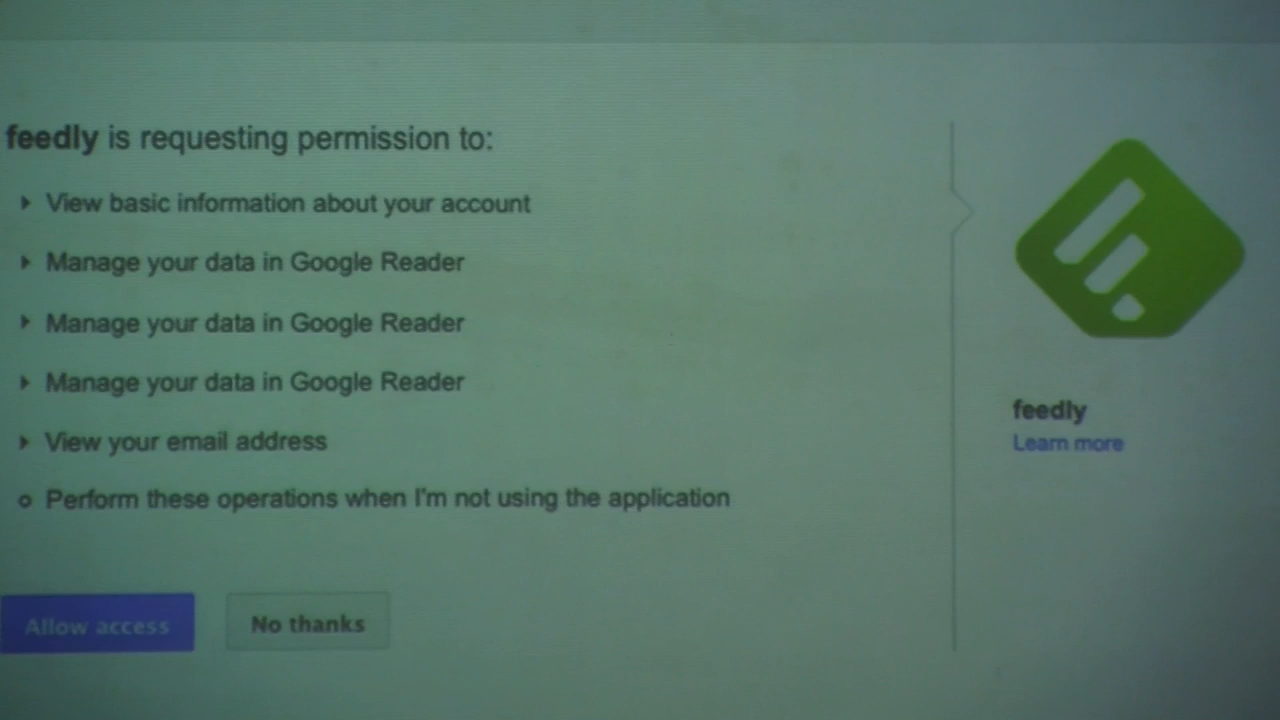 feedly is requesting permission to:
View basic information about your account
Manage your data in Google Reader
Manage your data in Google Reader
Manage your data in Google Reader
View your email address
Perform these operations when I'm not using the application
Allow access
No thanks
feedly
Learn more